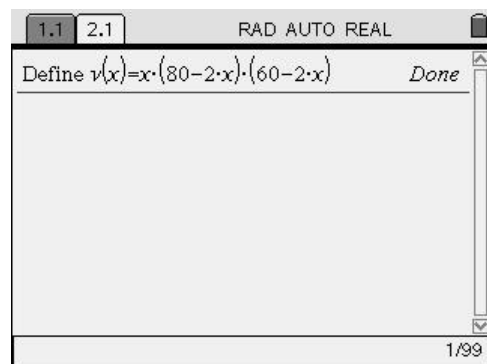 1.1 2.1 RAD AUTO REAL
Define v(x)=x·(80−2·x)·(60−2·x) Done
1/99